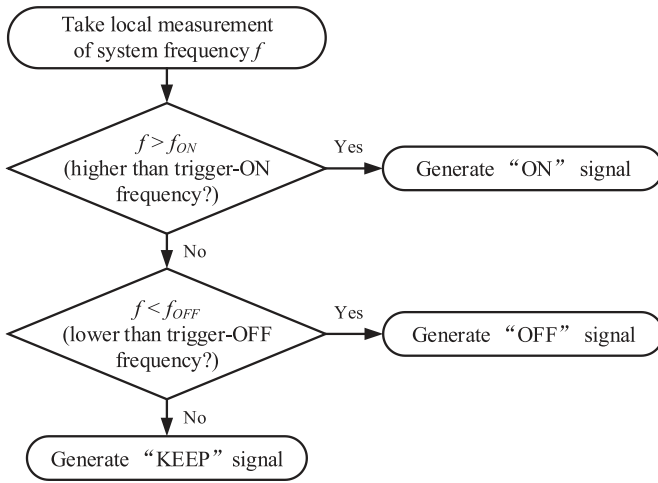 Take local measurement
of system frequency f
f > fON
(higher than trigger-ON
frequency?)
Yes
Generate “ON” signal
No
f < fOFF
(lower than trigger-OFF
frequency?)
Yes
Generate “OFF” signal
No
Generate “KEEP” signal